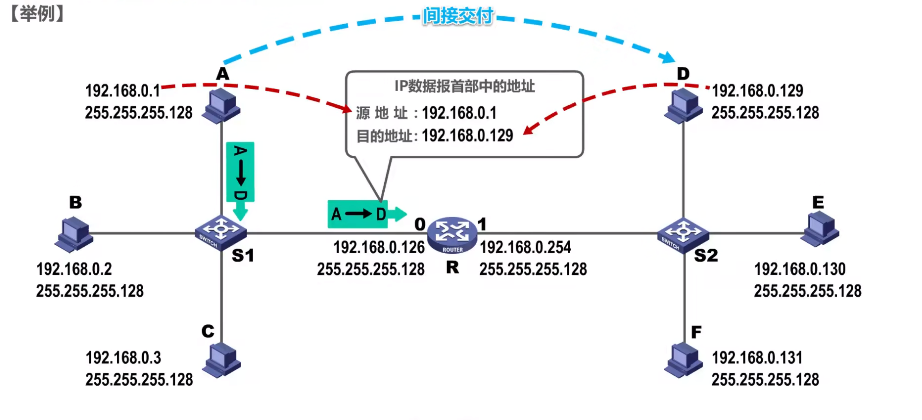 【举例】
间接交付
A
192.168.0.1
255.255.255.128
D
192.168.0.129
255.255.255.128
IP数据报首部中的地址
源 地 址 : 192.168.0.1
目的地址: 192.168.0.129
A→D
A→D
B
192.168.0.2
255.255.255.128
SWITCH
S1
0
1
192.168.0.126
255.255.255.128
ROUTER
R
192.168.0.254
255.255.255.128
SWITCH
S2
E
192.168.0.130
255.255.255.128
C
192.168.0.3
255.255.255.128
F
192.168.0.131
255.255.255.128